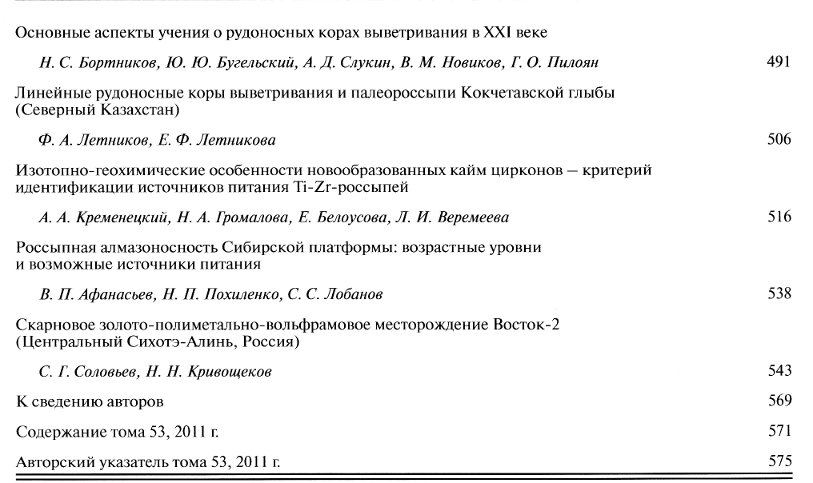 Основные аспекты учения о рудоносных корах выветривания в XXI веке
Н. С. Бортников, Ю. Ю. Бугельский, А. Д. Слукин, В. М. Новиков, Г. О. Пилоян 491
Линейные рудоносные коры выветривания и палеороссыпи Кокчетавской глыбы
(Северный Казахстан)
Ф. А. Летников, Е. Ф. Летникова 506
Изотопно-геохимические особенности новообразованных кайм цирконов – критерий
идентификации источников питания Ti-Zr-россыпей
А. А. Кременецкий, Н. А. Громалова, Е. Белоусова, Л. И. Веремеева 516
Россыпная алмазоносность Сибирской платформы: возрастные уровни
и возможные источники питания
В. П. Афанасьев, Н. П. Похиленко, С. С. Лобанов 538
Скарновое золото-полиметально-вольфрамовое месторождение Восток-2
(Центральный Сихотэ-Алинь, Россия)
С. Г. Соловьев, Н. Н. Кривощеков 543
К сведению авторов 569
Содержание тома 53, 2011 г. 571
Авторский указатель тома 53, 2011 г. 575